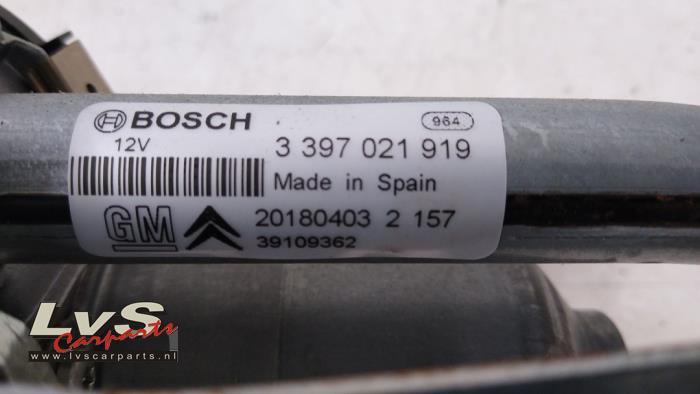 BOSCH
964
12V
3 397 021 919
Made in Spain
GM
20180403 2 157
39109362
LvS
Carparts
www.lvscarparts.nl